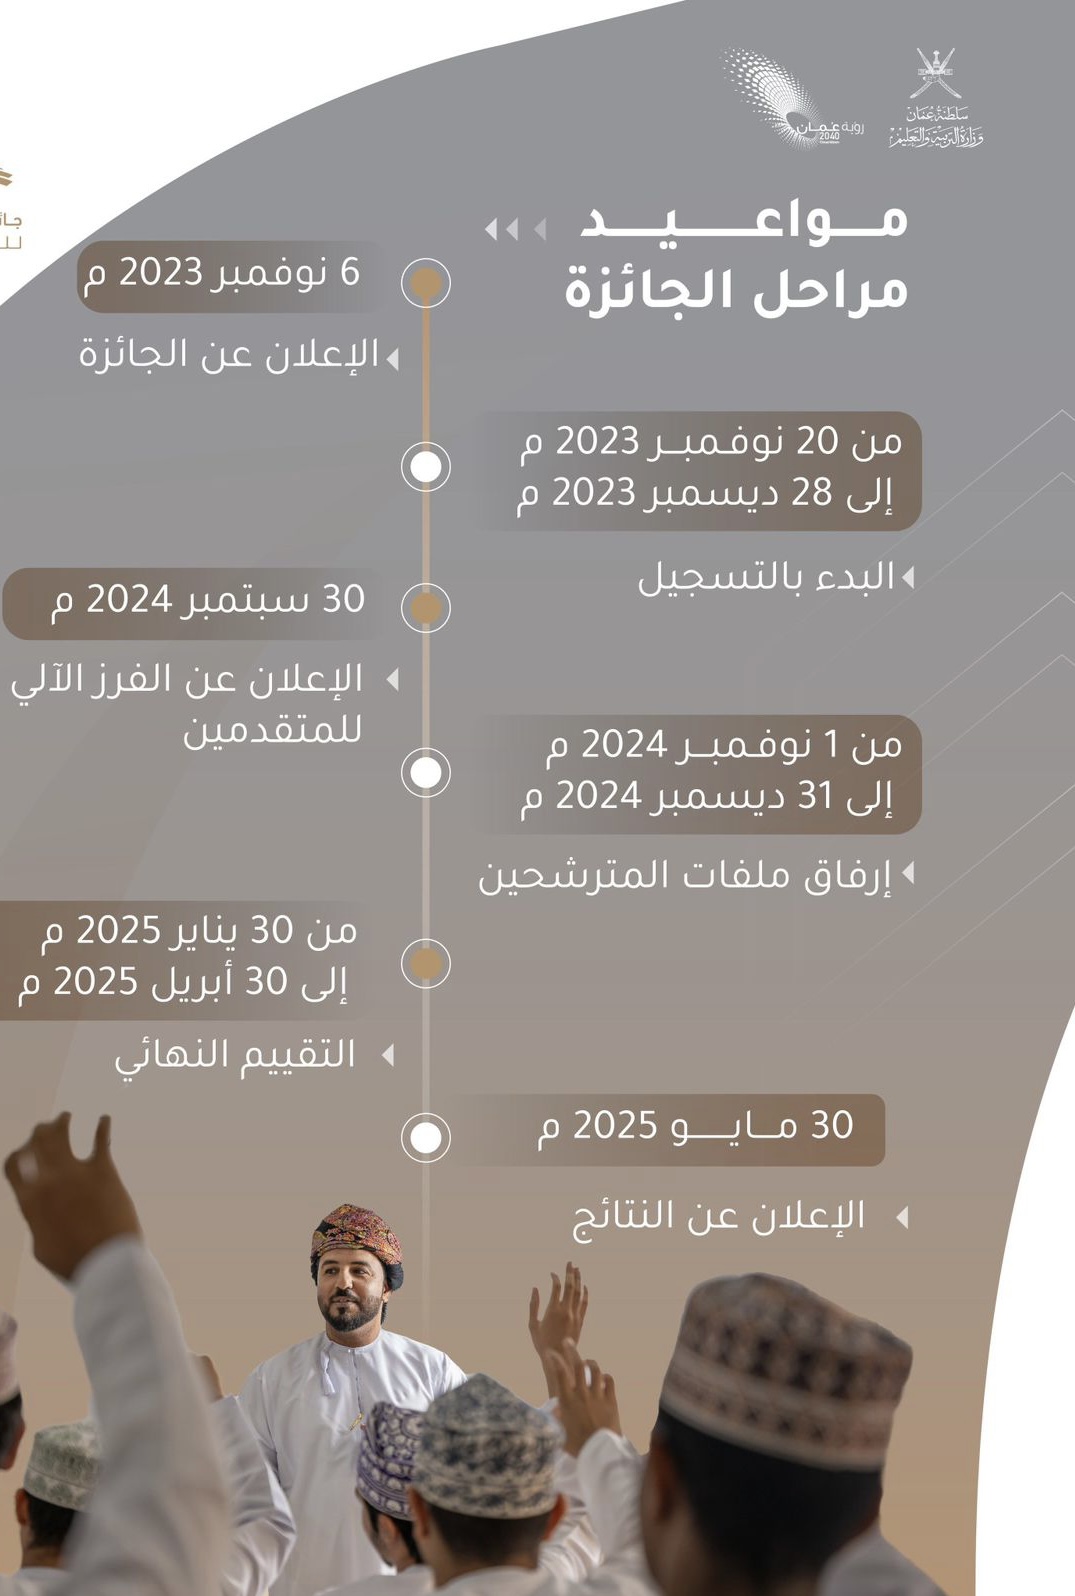 سلطنة عمان
وزارة التربية والتعليم
رؤية عمان
2040
مواعيد
مراحل الجائزة
6 نوفمبر 2023 م
الإعلان عن الجائزة
من 20 نوفمبر 2023 م
إلى 28 ديسمبر 2023 م
البدء بالتسجيل
30 سبتمبر 2024 م
الإعلان عن الفرز الآلي
للمتقدمين
من 1 نوفمبر 2024 م
إلى 31 ديسمبر 2024 م
إرفاق ملفات المترشحين
من 30 يناير 2025 م
إلى 30 أبريل 2025 م
التقييم النهائي
30 مايو 2025 م
الإعلان عن النتائج